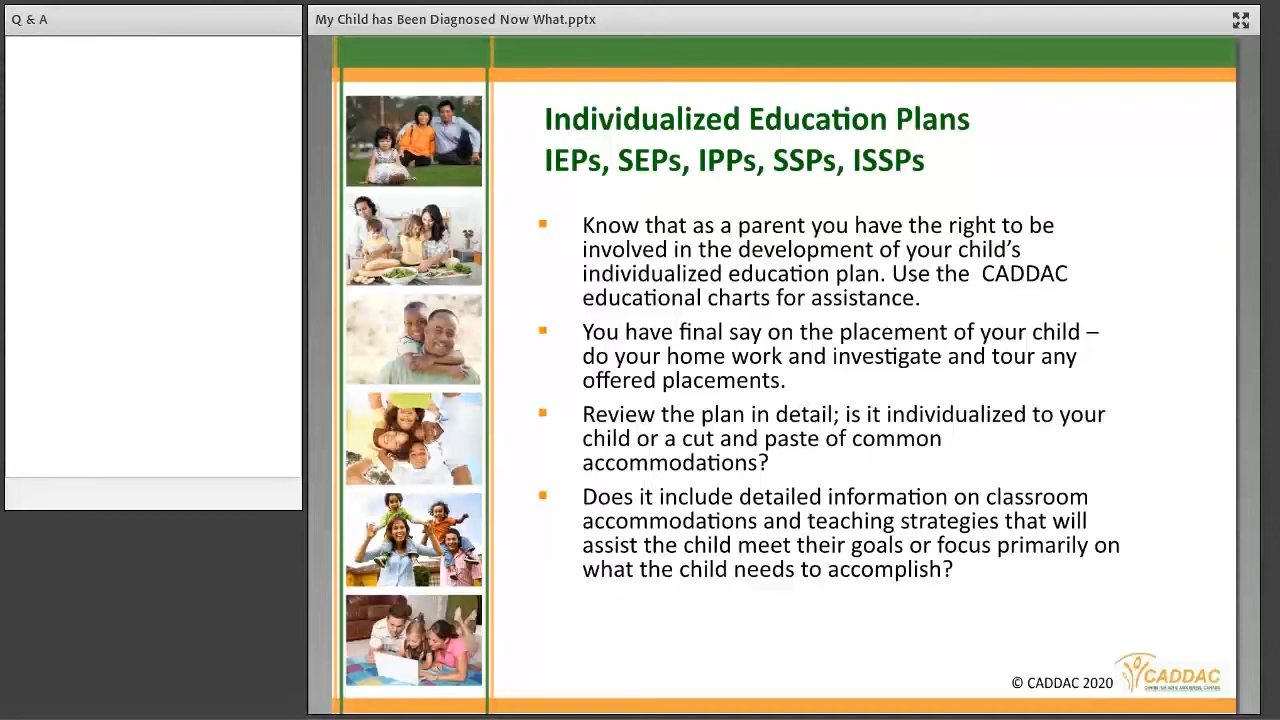 Q & A
My Child has Been Diagnosed Now What.pptx
Individualized Education Plans
IEPs, SEPs, IPPs, SSPs, ISSPs
Know that as a parent you have the right to be
involved in the development of your child’s
individualized education plan. Use the CADDAC
educational charts for assistance.
You have final say on the placement of your child –
do your home work and investigate and tour any
offered placements.
Review the plan in detail; is it individualized to your
child or a cut and paste of common
accommodations?
Does it include detailed information on classroom
accommodations and teaching strategies that will
assist the child meet their goals or focus primarily on
what the child needs to accomplish?
© CADDAC 2020
CADDAC
CENTRE FOR ADHD AWARENESS, CANADA